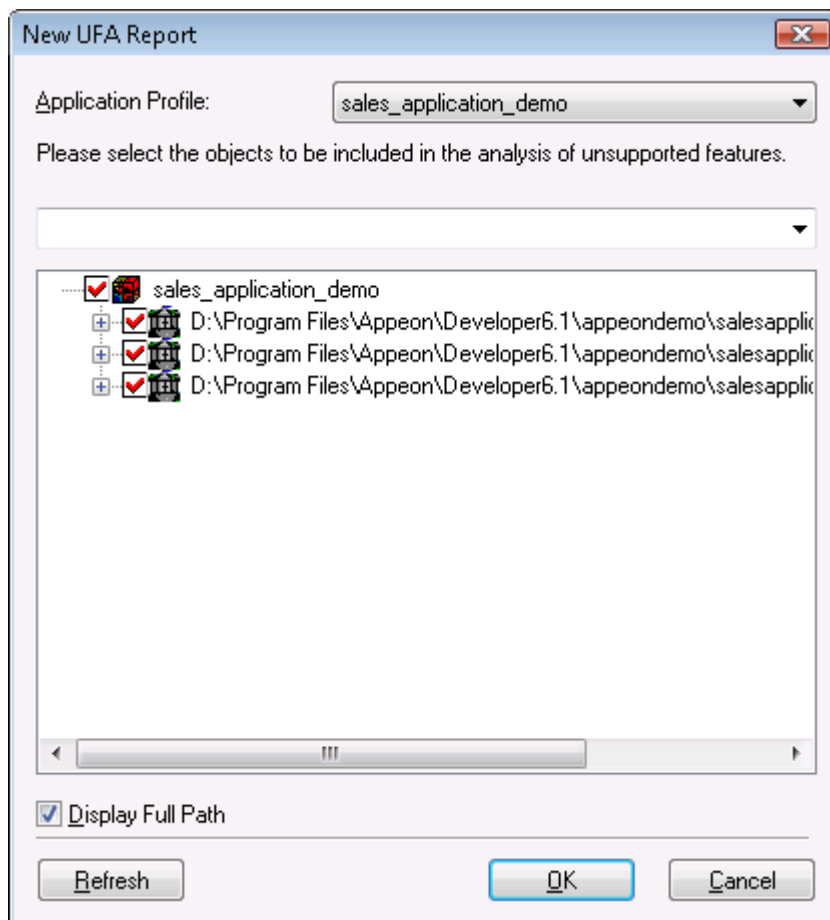 New UFA Report
Application Profile: sales_application_demo
Please select the objects to be included in the analysis of unsupported features.
sales_application_demo
D:\Program Files\Appeon\Developer6.1\appeondemo\salesapplic
D:\Program Files\Appeon\Developer6.1\appeondemo\salesapplic
D:\Program Files\Appeon\Developer6.1\appeondemo\salesapplic
Display Full Path
Refresh OK Cancel